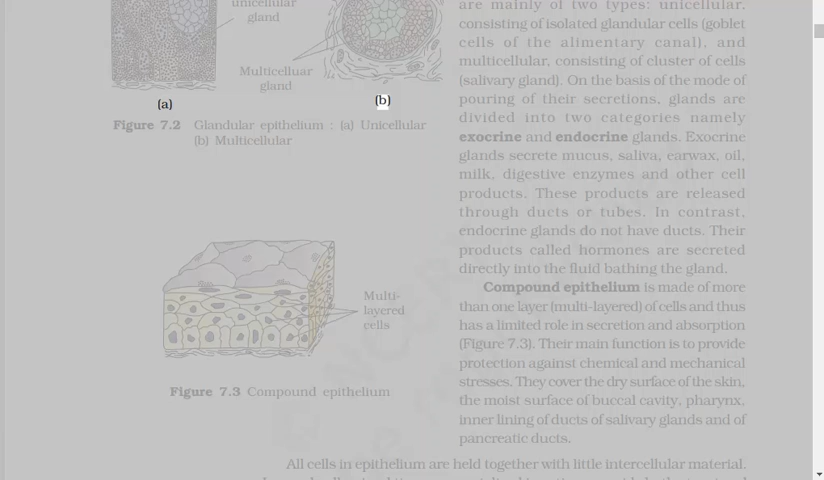 unicellular
gland
Multicelluar
gland
(a)
(b)
Figure 7.2 Glandular epithelium : (a) Unicellular
(b) Multicellular
Multi-
layered
cells
Figure 7.3 Compound epithelium
are mainly of two types: unicellular,
consisting of isolated glandular cells (goblet
cells of the alimentary canal), and
multicellular, consisting of cluster of cells
(salivary gland). On the basis of the mode of
pouring of their secretions, glands are
divided into two categories namely
exocrine and endocrine glands. Exocrine
glands secrete mucus, saliva, earwax, oil,
milk, digestive enzymes and other cell
products. These products are released
through ducts or tubes. In contrast,
endocrine glands do not have ducts. Their
products called hormones are secreted
directly into the fluid bathing the gland.
Compound epithelium is made of more
than one layer (multi-layered) of cells and thus
has a limited role in secretion and absorption
(Figure 7.3). Their main function is to provide
protection against chemical and mechanical
stresses. They cover the dry surface of the skin,
the moist surface of buccal cavity, pharynx,
inner lining of ducts of salivary glands and of
pancreatic ducts.
All cells in epithelium are held together with little intercellular material.